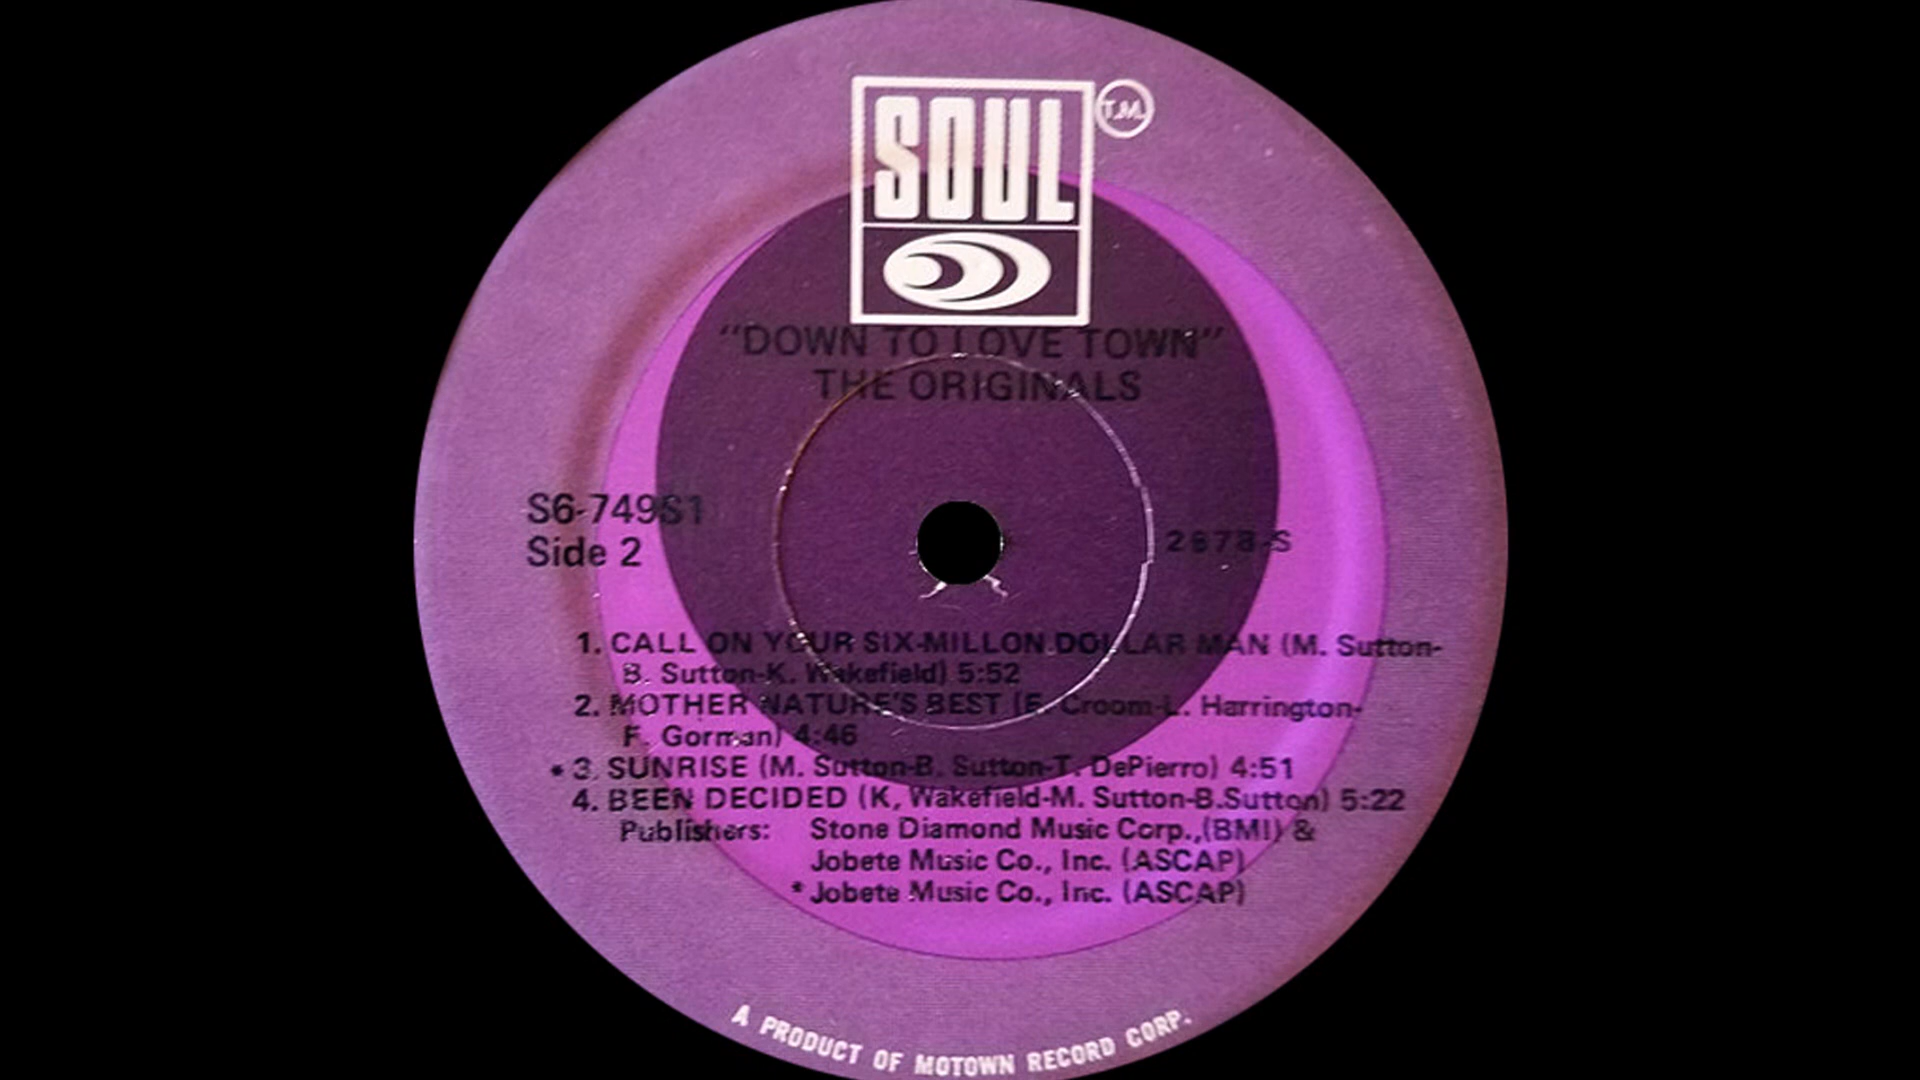 SOUL
T.M.
"DOWN TO LOVE TOWN"
THE ORIGINALS
S6-749S1
Side 2
2878-S
1. CALL ON YOUR SIX-MILLON DOLLAR MAN (M. Sutton-
B. Sutton-K. Wakefield) 5:52
2. MOTHER NATURE'S BEST (E. Croom-L. Harrington-
F. Gorman) 4:46
* 3. SUNRISE (M. Sutton-B. Sutton-T. DePierro) 4:51
4. BEEN DECIDED (K, Wakefield-M. Sutton-B.Sutton) 5:22
Publishers: Stone Diamond Music Corp.,(BMI) &
Jobete Music Co., Inc. (ASCAP)
* Jobete Music Co., Inc. (ASCAP)
A PRODUCT OF MOTOWN RECORD CORP.